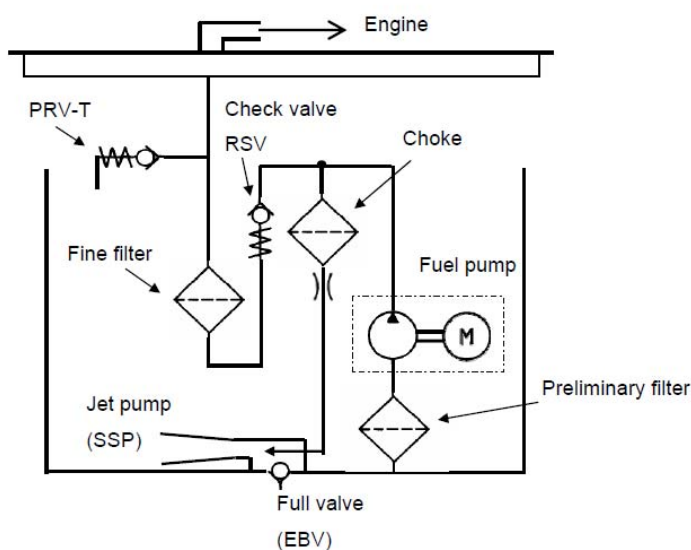 Engine
PRV-T
Check valve
RSV
Choke
Fine filter
Fuel pump
M
Preliminary filter
Jet pump
(SSP)
Full valve
(EBV)